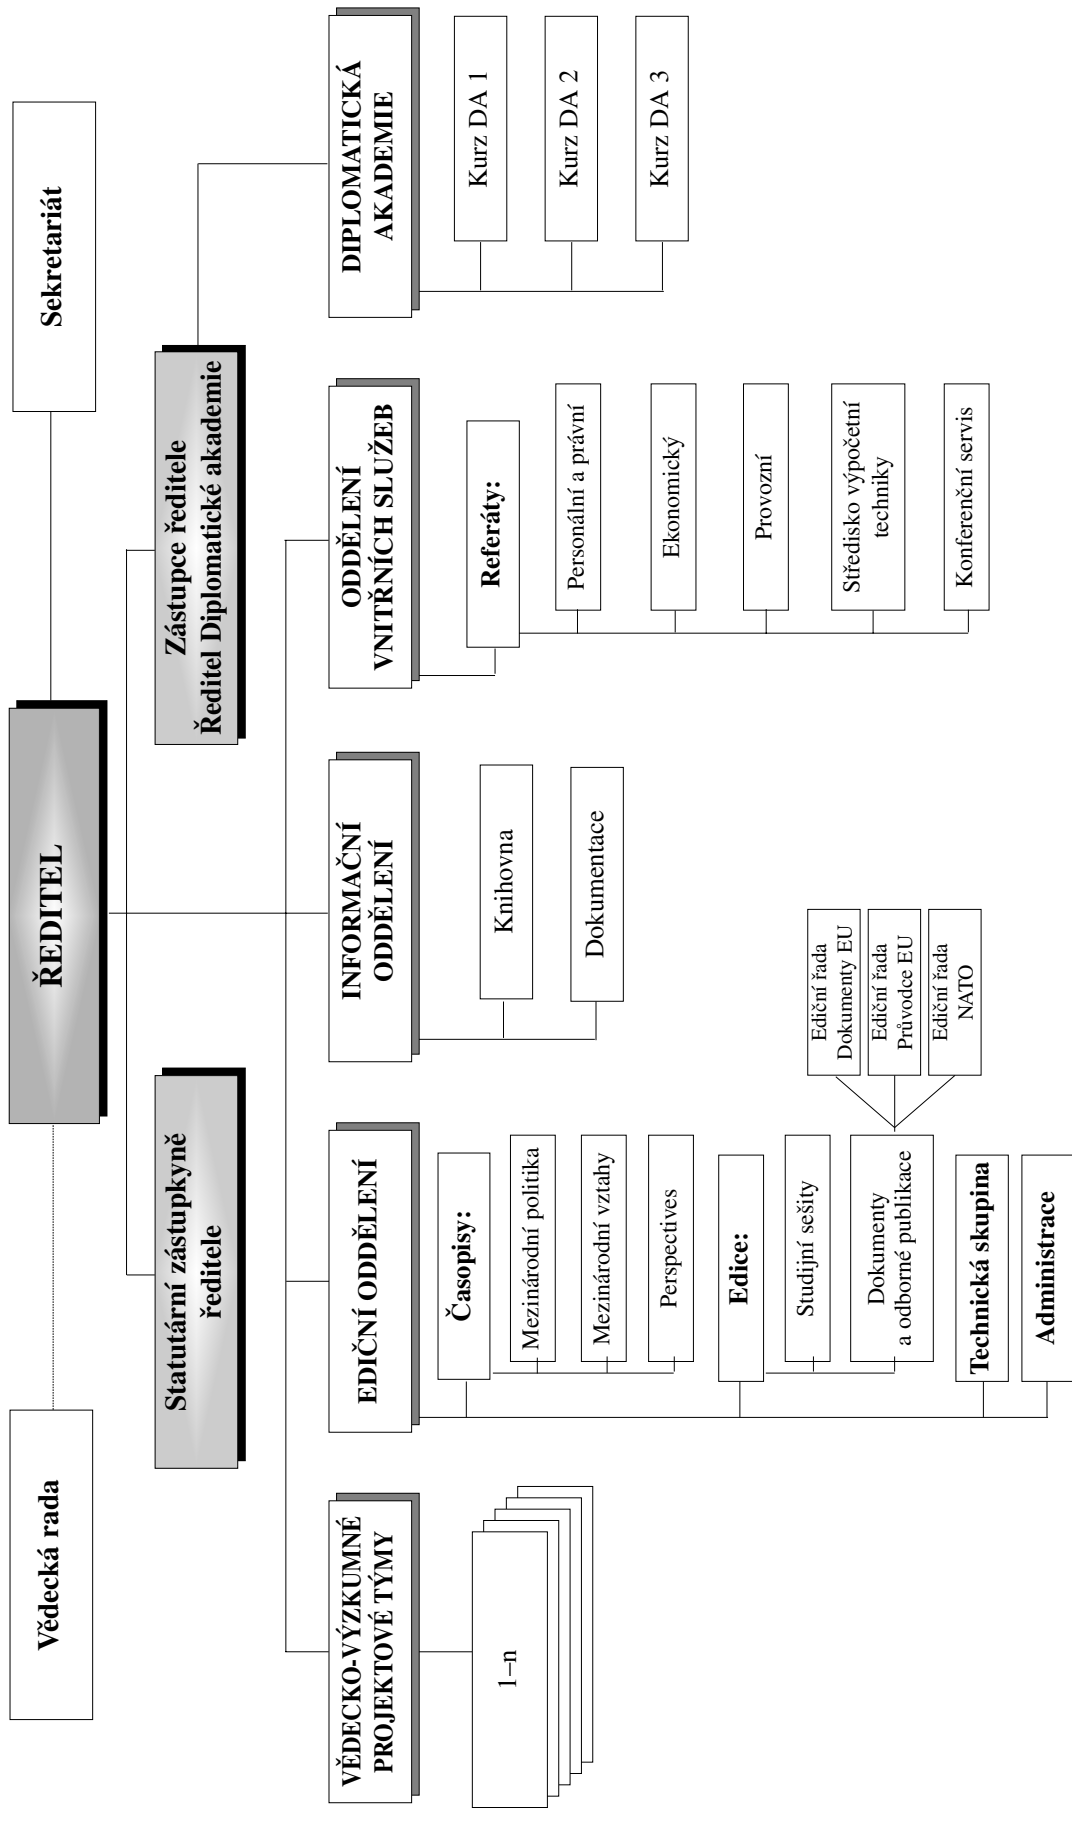 ŘEDITEL
Vědecká rada
Sekretariát
Statutární zástupkyně
ředitele
Zástupce ředitele
Ředitel Diplomatické akademie
VĚDECKO-VÝZKUMNÉ
PROJEKTOVÉ TÝMY
1–n
EDIČNÍ ODDĚLENÍ
Časopisy:
Mezinárodní politika
Mezinárodní vztahy
Perspectives
Edice:
Studijní sešity
Dokumenty
a odborné publikace
Ediční řada
Dokumenty EU
Ediční řada
Průvodce EU
Ediční řada
NATO
Technická skupina
Administrace
INFORMAČNÍ
ODDĚLENÍ
Knihovna
Dokumentace
ODDĚLENÍ
VNITŘNÍCH SLUŽEB
Referáty:
Personální a právní
Ekonomický
Provozní
Středisko výpočetní
techniky
Konferenční servis
DIPLOMATICKÁ
AKADEMIE
Kurz DA 1
Kurz DA 2
Kurz DA 3